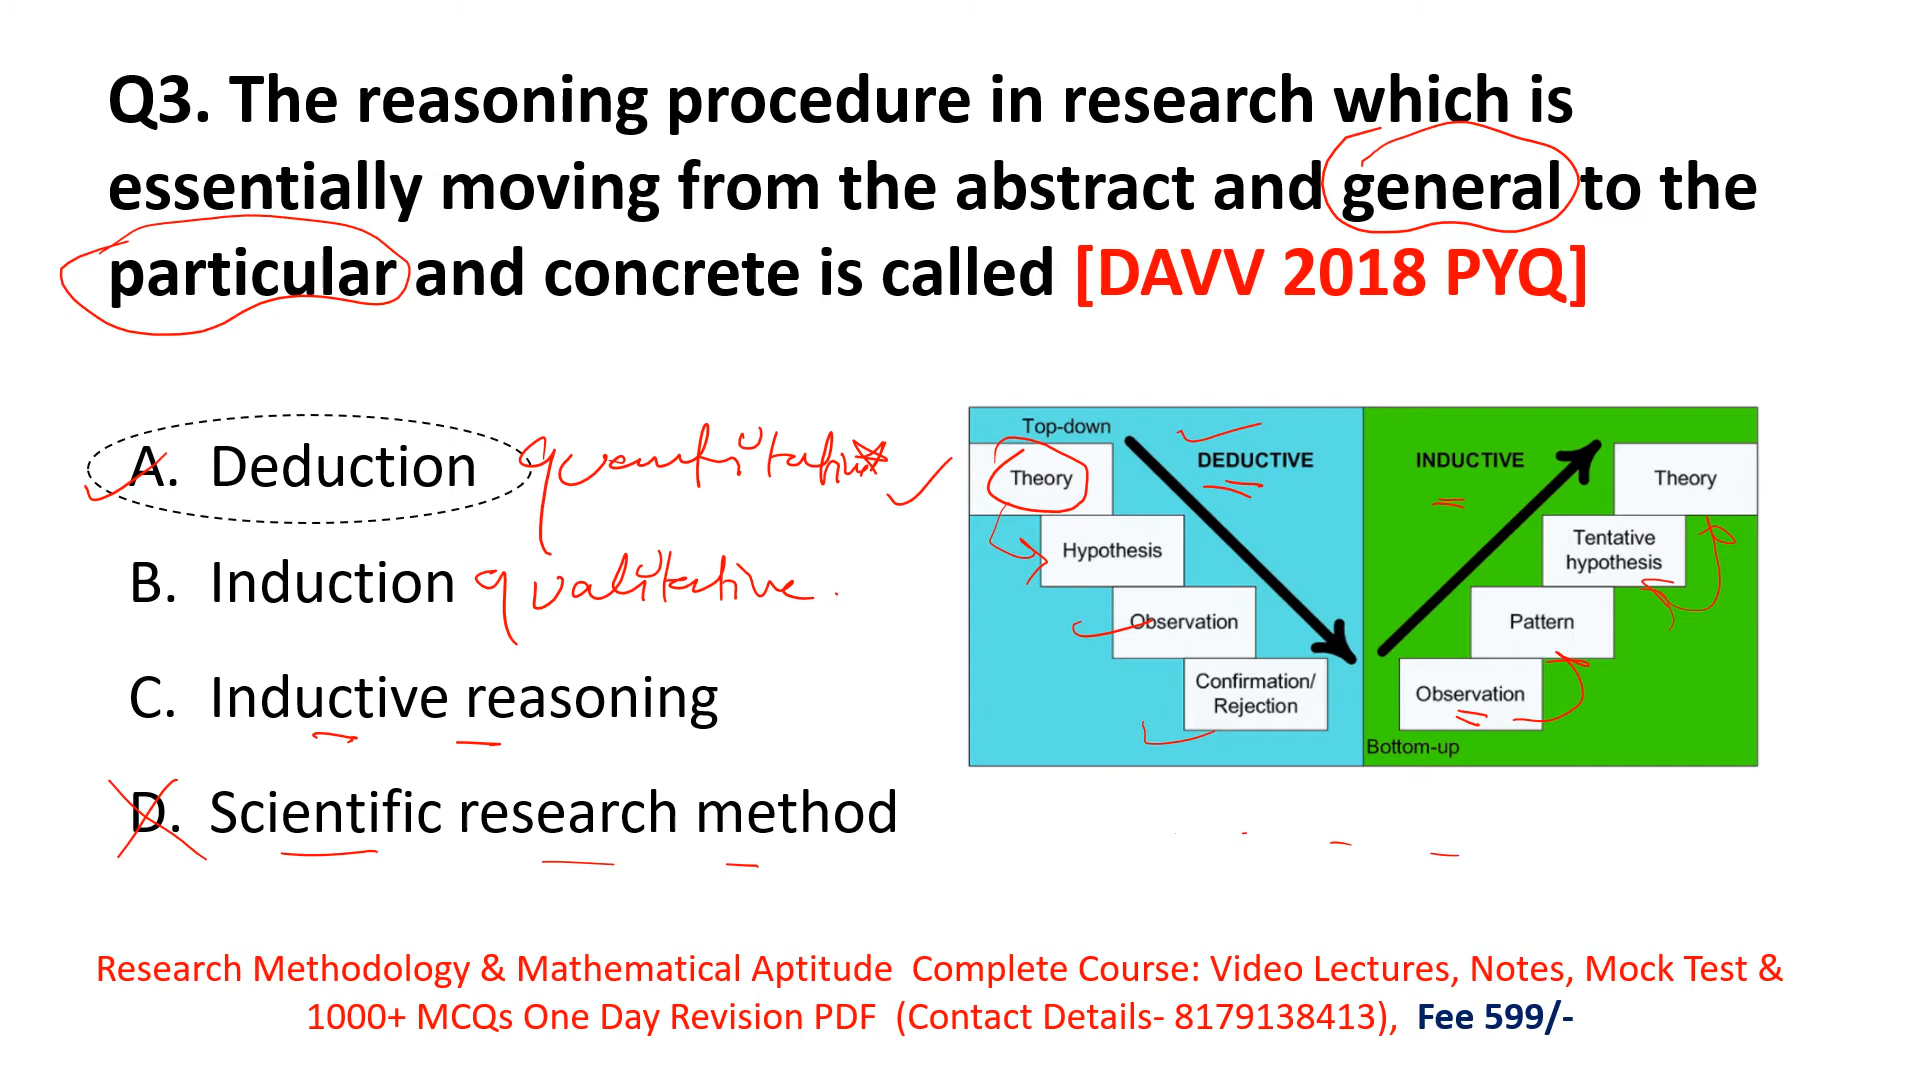 Q3. The reasoning procedure in research which is
essentially moving from the abstract and general to the
particular and concrete is called [DAVV 2018 PYQ]
A. Deduction quantitative
B. Induction qualitative.
C. Inductive reasoning
D. Scientific research method
Top-down
DEDUCTIVE
Theory
Hypothesis
Observation
Confirmation/
Rejection
INDUCTIVE
Theory
Tentative
hypothesis
Pattern
Observation
Bottom-up
Research Methodology & Mathematical Aptitude Complete Course: Video Lectures, Notes, Mock Test &
1000+ MCQs One Day Revision PDF (Contact Details- 8179138413), Fee 599/-